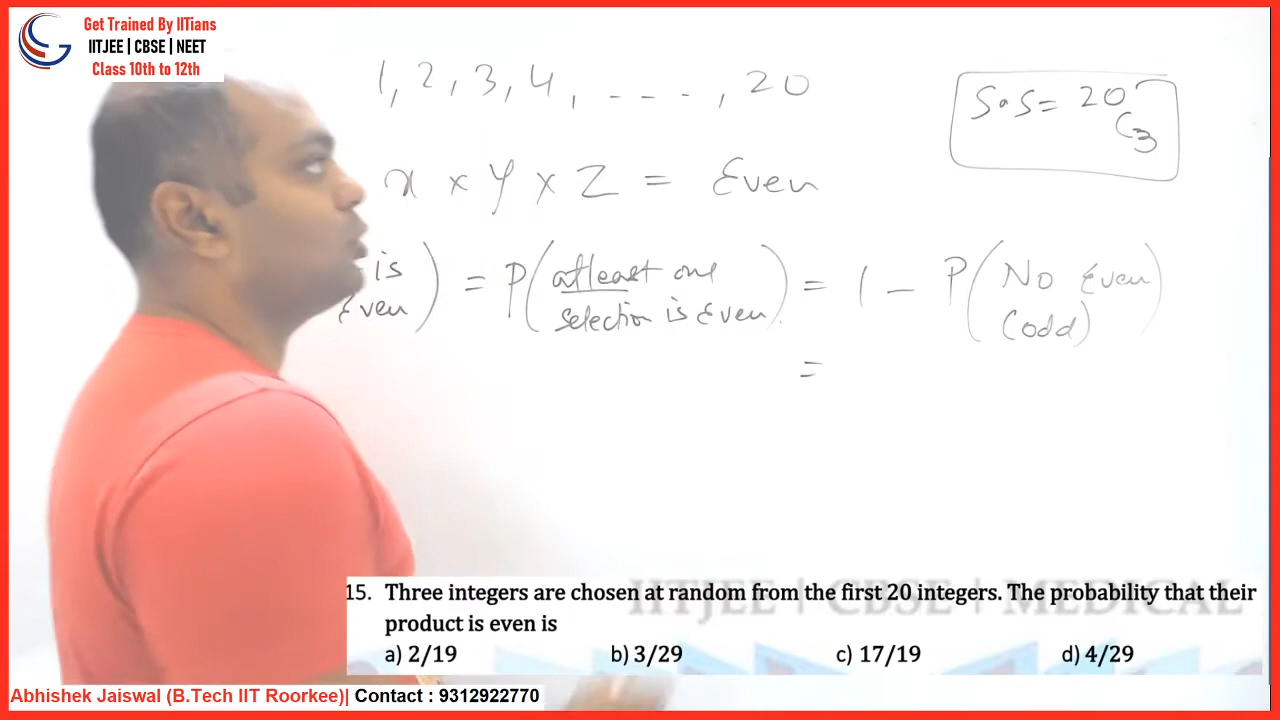 Get Trained By IITians
IITJEE | CBSE | NEET
Class 10th to 12th
1, 2, 3, 4, - - - ., 20
S.S = 20C3
x × y × z = Even
is Even) = P(atleast one selection is Even) = 1 - P(No Even (odd))
=
IITJEE | CBSE | MEDICAL
15. Three integers are chosen at random from the first 20 integers. The probability that their
product is even is
a) 2/19 b) 3/29 c) 17/19 d) 4/29
Abhishek Jaiswal (B.Tech IIT Roorkee)| Contact : 9312922770